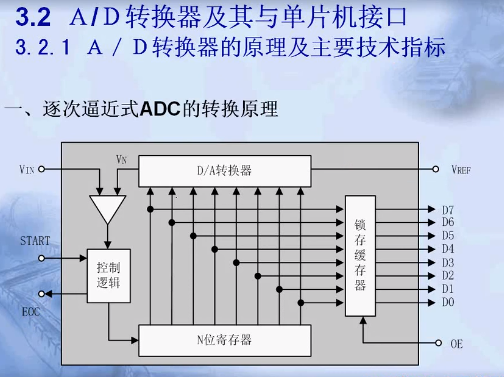 3.2 A/D转换器及其与单片机接口
3.2.1 A/D转换器的原理及主要技术指标
一、逐次逼近式ADC的转换原理
VIN
VN
D/A转换器
VREF
START
控制
逻辑
EOC
N位寄存器
锁
存
缓
存
器
D7
D6
D5
D4
D3
D2
D1
D0
OE